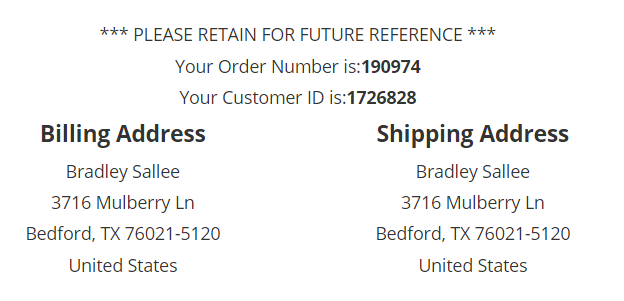 *** PLEASE RETAIN FOR FUTURE REFERENCE ***
Your Order Number is:190974
Your Customer ID is:1726828
Billing Address
Bradley Sallee
3716 Mulberry Ln
Bedford, TX 76021-5120
United States
Shipping Address
Bradley Sallee
3716 Mulberry Ln
Bedford, TX 76021-5120
United States